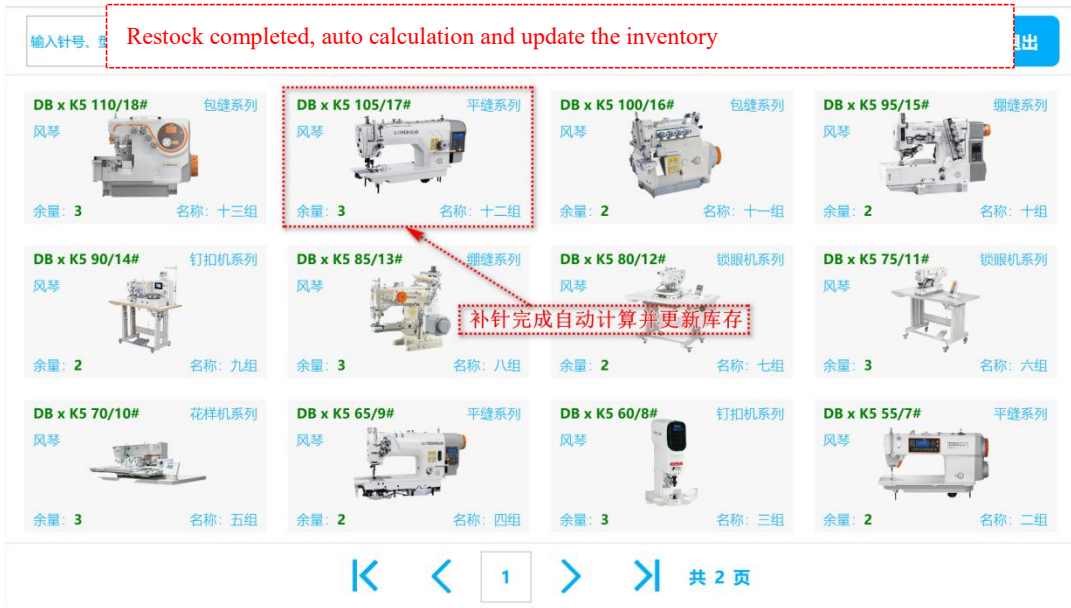 Restock completed, auto calculation and update the inventory
输入针号、
出
DB x K5 110/18# 包缝系列
风琴
余量: 3 名称: 十三组
DB x K5 105/17# 平缝系列
风琴
余量: 3 名称: 十二组
DB x K5 100/16# 包缝系列
风琴
余量: 2 名称: 十一组
DB x K5 95/15# 绷缝系列
风琴
余量: 2 名称: 十组
DB x K5 90/14# 钉扣机系列
风琴
余量: 2 名称: 九组
DB x K5 85/13# 绷缝系列
风琴
余量: 3 名称: 八组
DB x K5 80/12# 锁眼机系列
风琴
余量: 2 名称: 七组
DB x K5 75/11# 锁眼机系列
风琴
余量: 3 名称: 六组
补针完成自动计算并更新库存
DB x K5 70/10# 花样机系列
风琴
余量: 3 名称: 五组
DB x K5 65/9# 平缝系列
风琴
余量: 2 名称: 四组
DB x K5 60/8# 钉扣机系列
风琴
余量: 3 名称: 三组
DB x K5 55/7# 平缝系列
风琴
余量: 2 名称: 二组
1 共 2 页